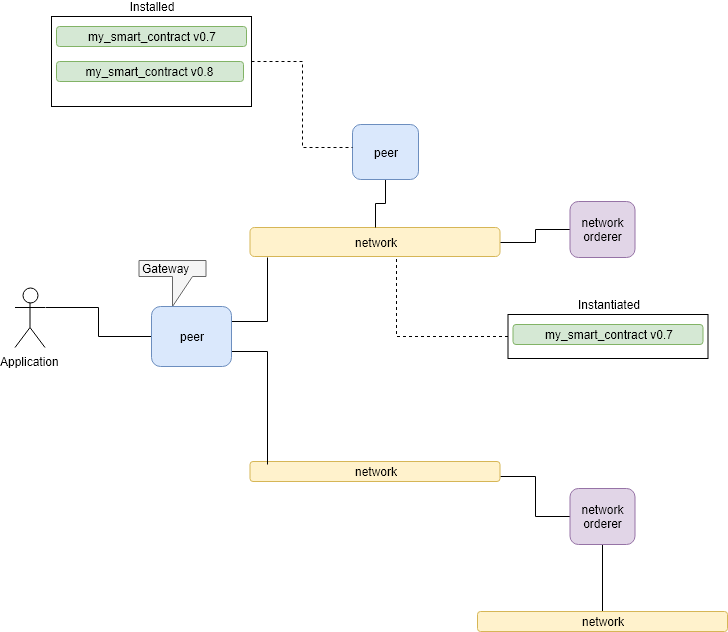 Installed
my_smart_contract v0.7
my_smart_contract v0.8
peer
network
network
orderer
Gateway
peer
Application
Instantiated
my_smart_contract v0.7
network
network
orderer
network